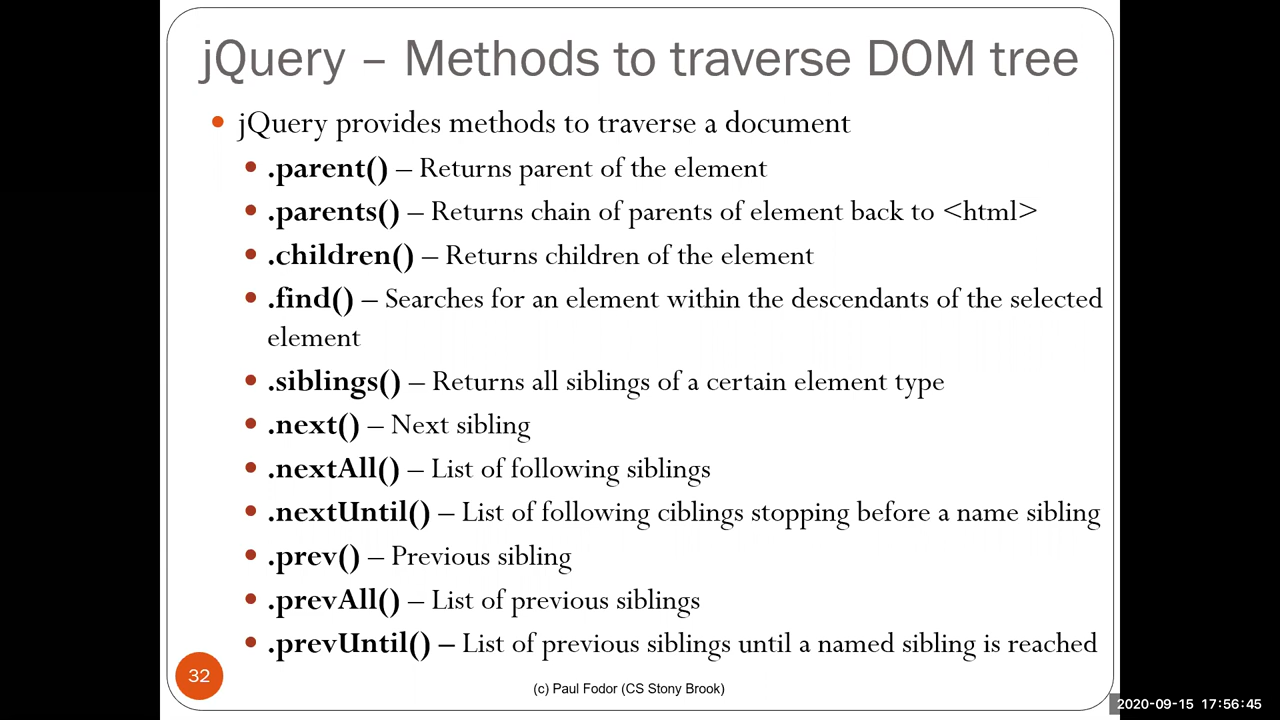 jQuery – Methods to traverse DOM tree
• jQuery provides methods to traverse a document
• .parent() – Returns parent of the element
• .parents() – Returns chain of parents of element back to <html>
• .children() – Returns children of the element
• .find() – Searches for an element within the descendants of the selected
element
• .siblings() – Returns all siblings of a certain element type
• .next() – Next sibling
• .nextAll() – List of following siblings
• .nextUntil() – List of following ciblings stopping before a name sibling
• .prev() – Previous sibling
• .prevAll() – List of previous siblings
• .prevUntil() – List of previous siblings until a named sibling is reached
32
(c) Paul Fodor (CS Stony Brook)
2020-09-15 17:56:45